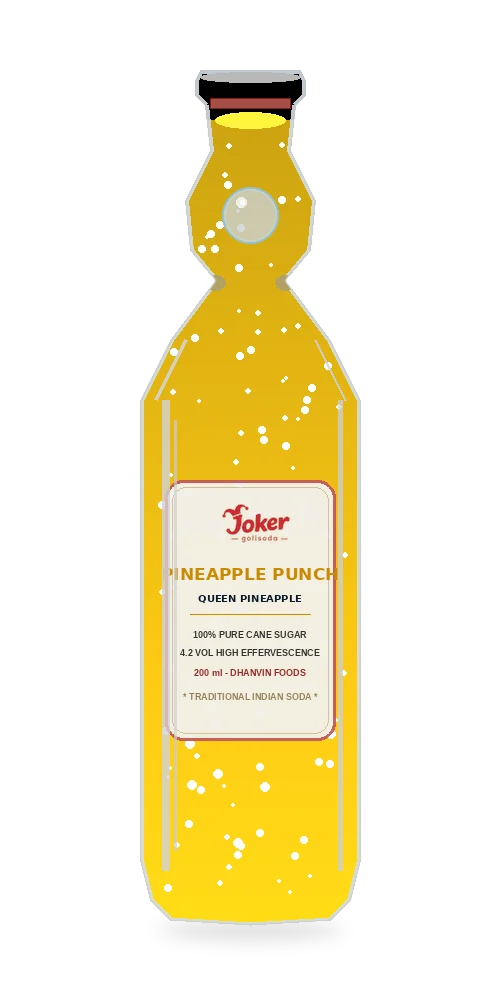 Joker
— golisoda —
PINEAPPLE PUNCH
QUEEN PINEAPPLE
100% PURE CANE SUGAR
4.2 VOL HIGH EFFERVESCENCE
200 ml - DHANVIN FOODS
* TRADITIONAL INDIAN SODA *